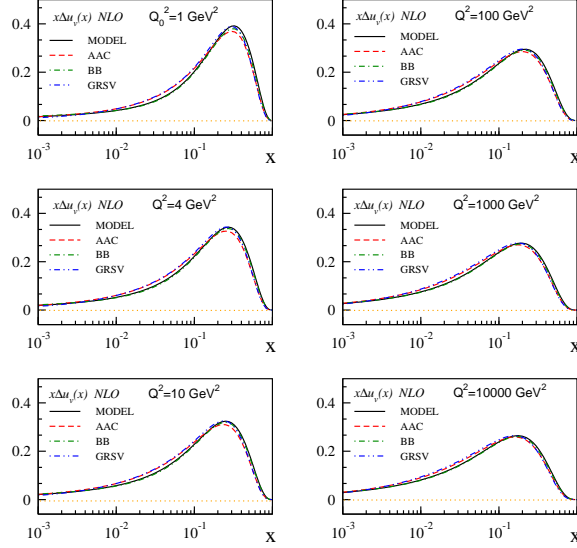 xΔu_v(x) NLO Q_0^2=1 GeV^2
MODEL
AAC
BB
GRSV
0.4
0.2
0
10^-3 10^-2 10^-1 X
xΔu_v(x) NLO Q^2=100 GeV^2
MODEL
AAC
BB
GRSV
0.4
0.2
0
10^-3 10^-2 10^-1 X
xΔu_v(x) NLO Q^2=4 GeV^2
MODEL
AAC
BB
GRSV
0.4
0.2
0
10^-3 10^-2 10^-1 X
xΔu_v(x) NLO Q^2=1000 GeV^2
MODEL
AAC
BB
GRSV
0.4
0.2
0
10^-3 10^-2 10^-1 X
xΔu_v(x) NLO Q^2=10 GeV^2
MODEL
AAC
BB
GRSV
0.4
0.2
0
10^-3 10^-2 10^-1 X
xΔu_v(x) NLO Q^2=10000 GeV^2
MODEL
AAC
BB
GRSV
0.4
0.2
0
10^-3 10^-2 10^-1 X